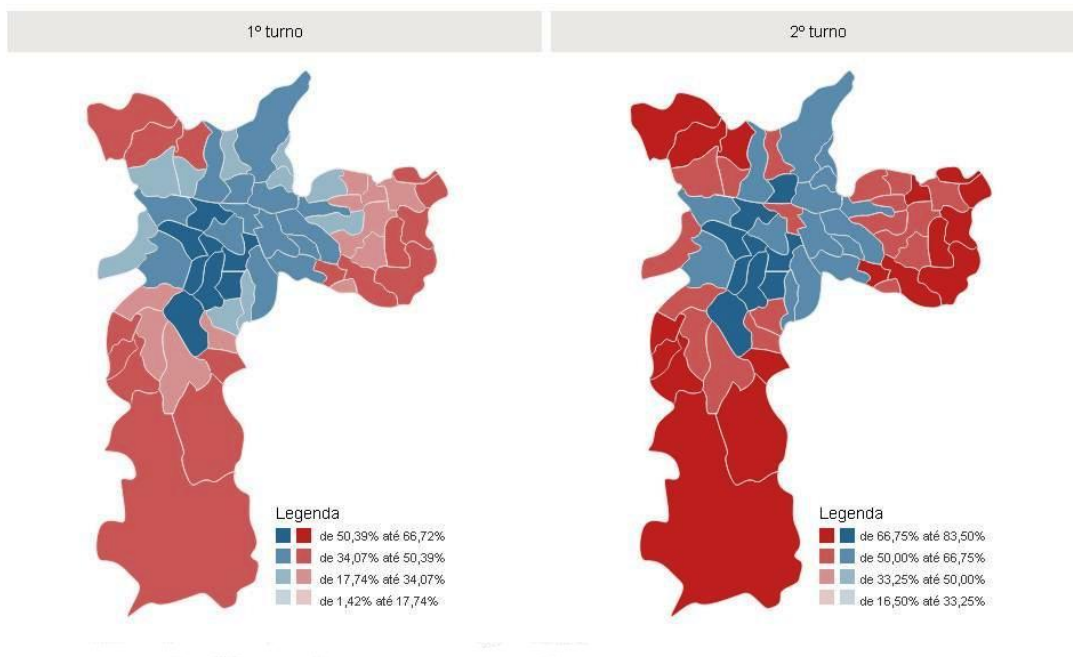 1º turno
2º turno
Legenda
de 50,39% até 66,72%
de 34,07% até 50,39%
de 17,74% até 34,07%
de 1,42% até 17,74%
Legenda
de 66,75% até 83,50%
de 50,00% até 66,75%
de 33,25% até 50,00%
de 16,50% até 33,25%